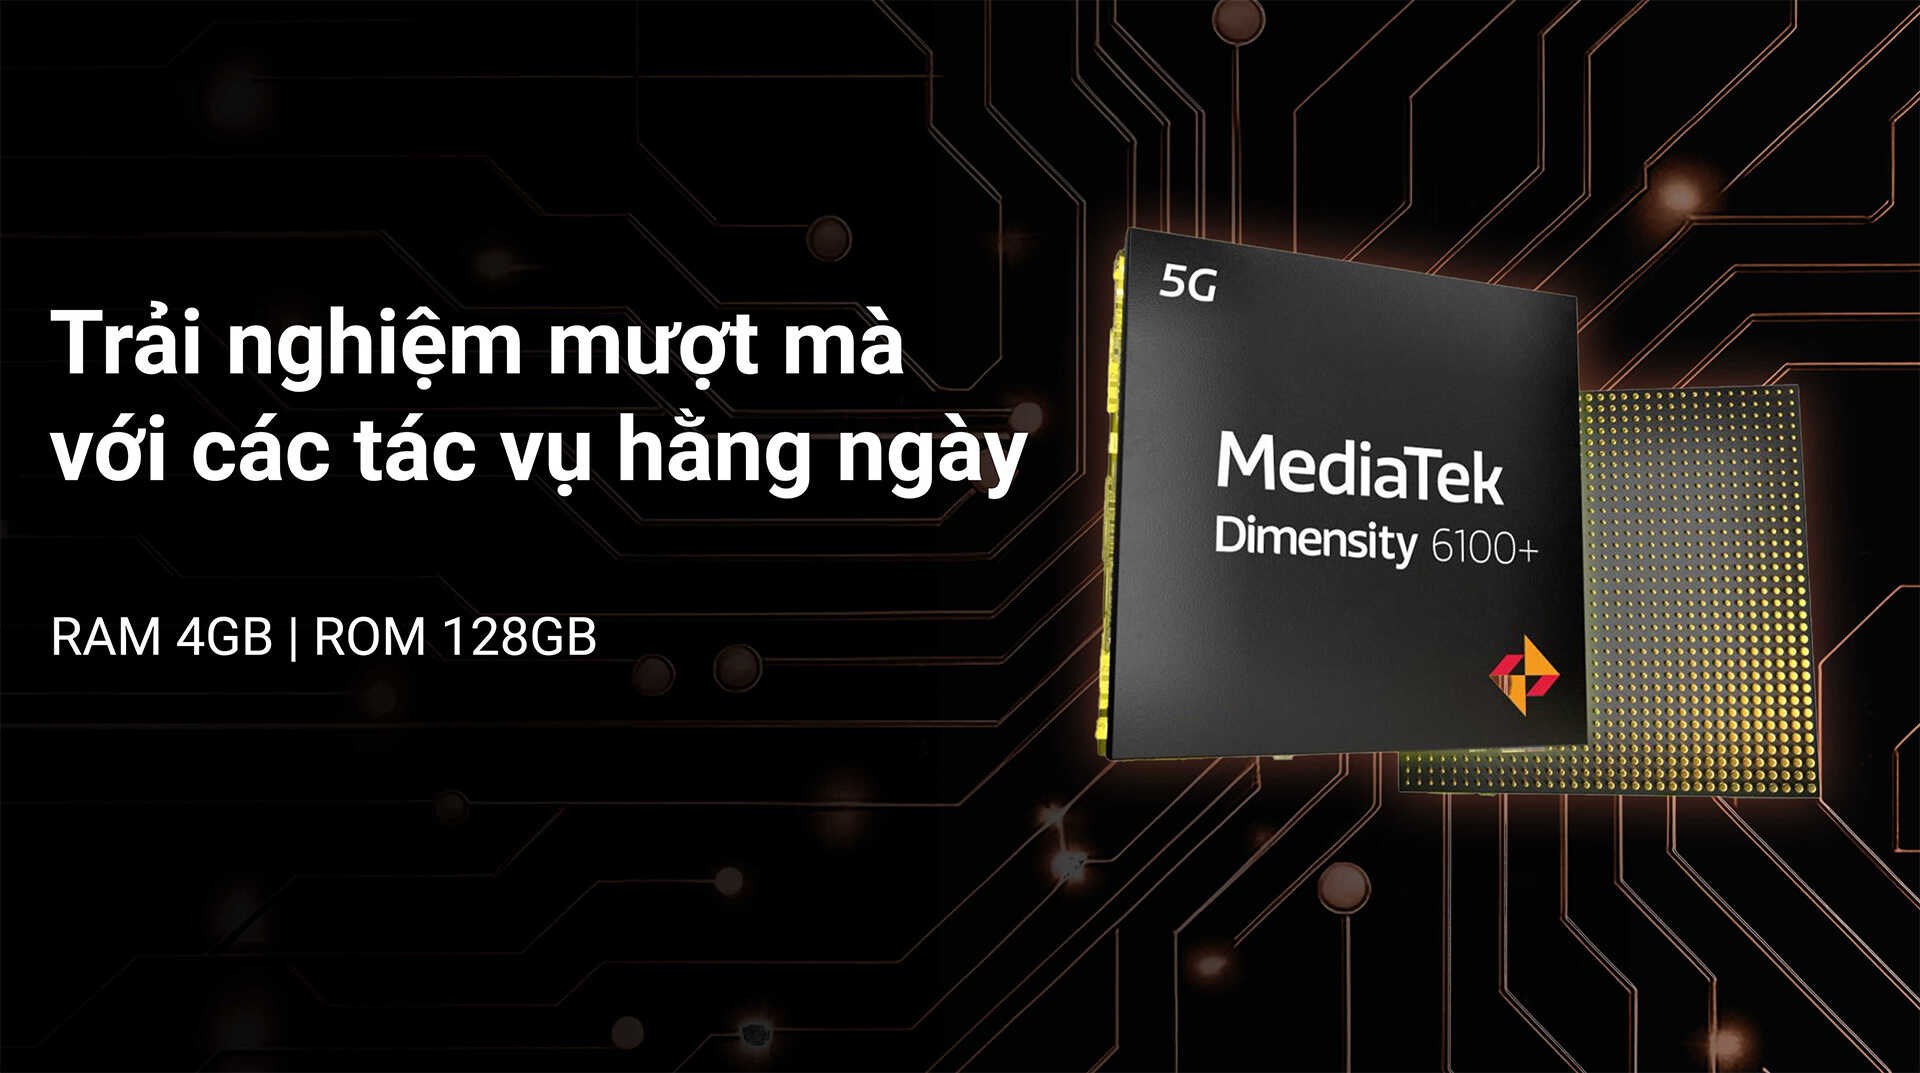 Trải nghiệm mượt mà
với các tác vụ hằng ngày
RAM 4GB | ROM 128GB
5G
MediaTek
Dimensity 6100+